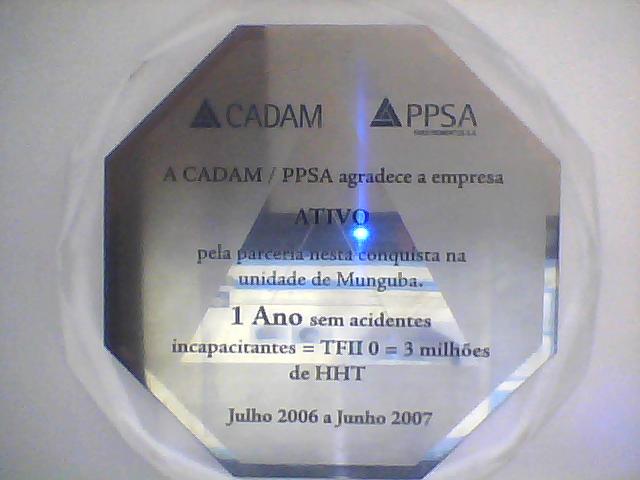 CADAM PPSA
A CADAM / PPSA agradece a empresa
ATIVO
pela parceria nesta conquista na
unidade de Munguba.
1 Ano sem acidentes
incapacitantes = TFII 0 = 3 milhões
de HHT
Julho 2006 a Junho 2007